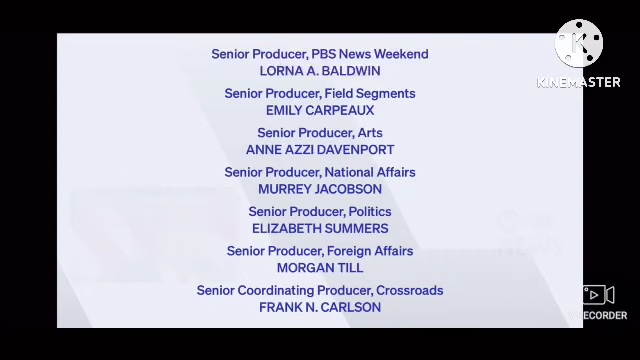 Senior Producer, PBS News Weekend
LORNA A. BALDWIN
Senior Producer, Field Segments
EMILY CARPEAUX
Senior Producer, Arts
ANNE AZZI DAVENPORT
Senior Producer, National Affairs
MURREY JACOBSON
Senior Producer, Politics
ELIZABETH SUMMERS
Senior Producer, Foreign Affairs
MORGAN TILL
Senior Coordinating Producer, Crossroads
FRANK N. CARLSON
K
KINEMASTER
RECORDER